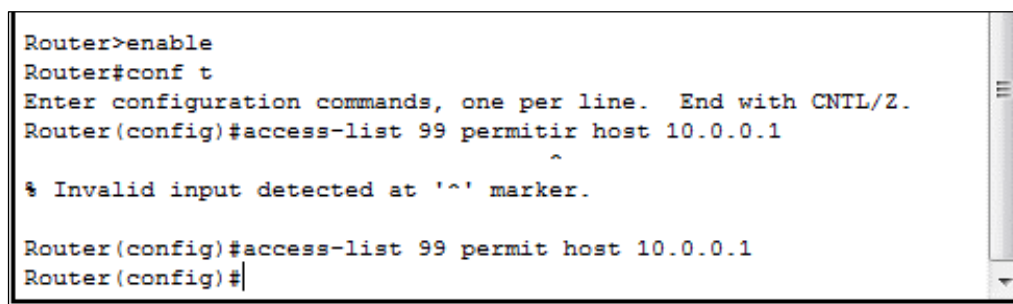 Router>enable
Router#conf t
Enter configuration commands, one per line.  End with CNTL/Z.
Router(config)#access-list 99 permitir host 10.0.0.1
                                     ^
% Invalid input detected at '^' marker.
Router(config)#access-list 99 permit host 10.0.0.1
Router(config)#